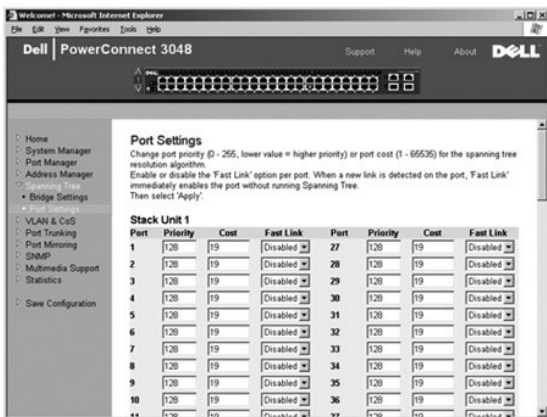 Welcome! - Microsoft Internet Explorer
File Edit View Favorites Tools Help
Dell | PowerConnect 3048
Support Help About DELL
Home
System Manager
Port Manager
Address Manager
Spanning Tree
Bridge Settings
Port Settings
VLAN & CoS
Port Trunking
Port Mirroring
SNMP
Multimedia Support
Statistics
Save Configuration
Port Settings
Change port priority (0 - 255, lower value = higher priority) or port cost (1 - 65535) for the spanning tree
resolution algorithm.
Enable or disable the 'Fast Link' option per port. When a new link is detected on the port, 'Fast Link'
immediately enables the port without running Spanning Tree.
Then select 'Apply'.
Stack Unit 1
Port Priority Cost Fast Link Port Priority Cost Fast Link
1 128 19 Disabled 27 128 19 Disabled
2 128 19 Disabled 28 128 19 Disabled
3 128 19 Disabled 29 128 19 Disabled
4 128 19 Disabled 30 128 19 Disabled
5 128 19 Disabled 31 128 19 Disabled
6 128 19 Disabled 32 128 19 Disabled
7 128 19 Disabled 33 128 19 Disabled
8 128 19 Disabled 34 128 19 Disabled
9 128 19 Disabled 35 128 19 Disabled
10 128 19 Disabled 36 128 19 Disabled
11 128 19 Disabled 37 128 19 Disabled